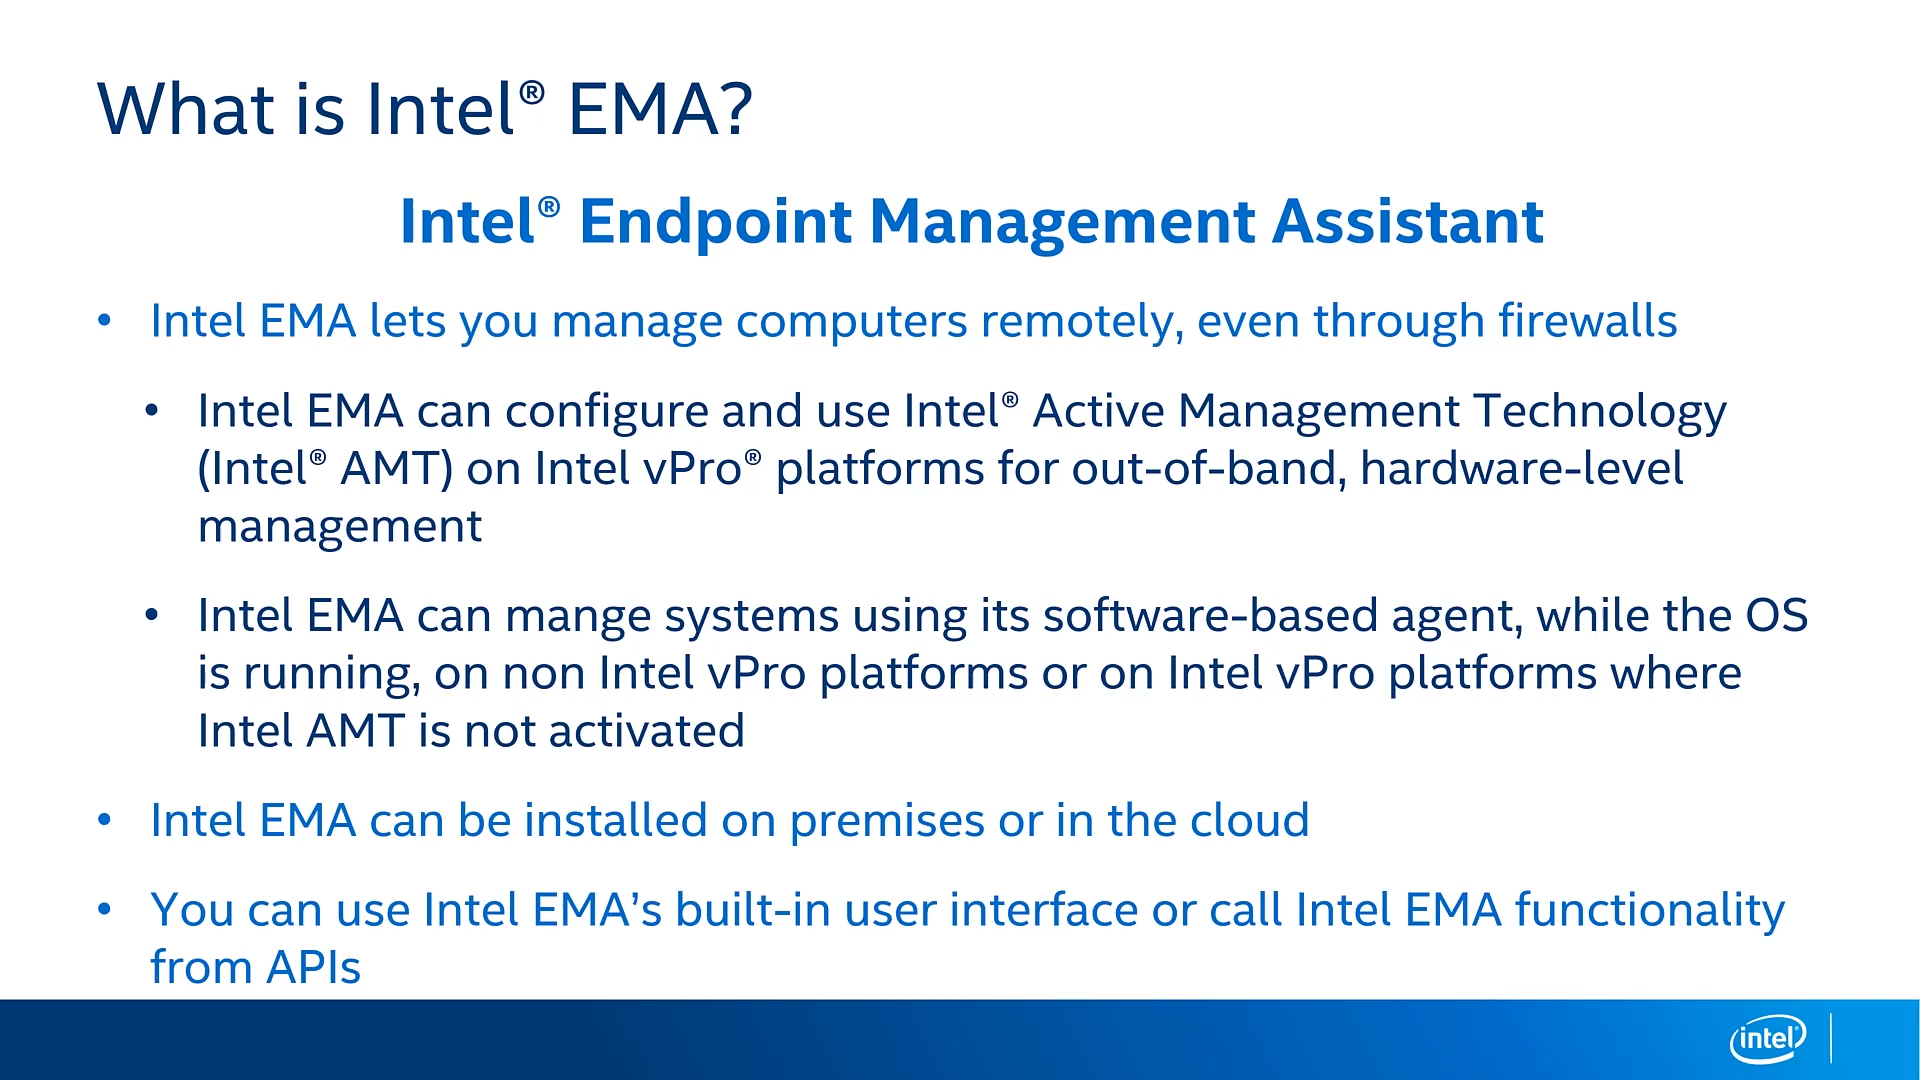 What is Intel® EMA?
Intel® Endpoint Management Assistant
• Intel EMA lets you manage computers remotely, even through firewalls
• Intel EMA can configure and use Intel® Active Management Technology
(Intel® AMT) on Intel vPro® platforms for out-of-band, hardware-level
management
• Intel EMA can mange systems using its software-based agent, while the OS
is running, on non Intel vPro platforms or on Intel vPro platforms where
Intel AMT is not activated
• Intel EMA can be installed on premises or in the cloud
• You can use Intel EMA’s built-in user interface or call Intel EMA functionality
from APIs
intel®